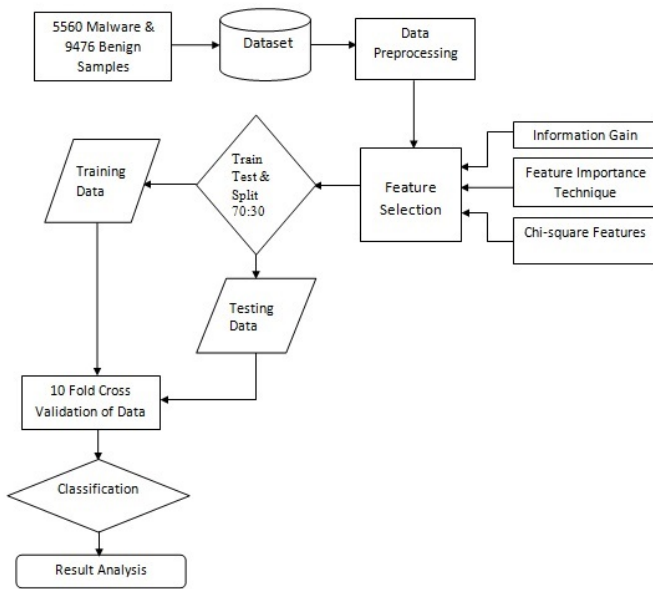 5560 Malware &
9476 Benign
Samples
Dataset
Data
Preprocessing
Information Gain
Feature Importance
Technique
Chi-square Features
Feature
Selection
Train
Test &
Split
70:30
Training
Data
Testing
Data
10 Fold Cross
Validation of Data
Classification
Result Analysis